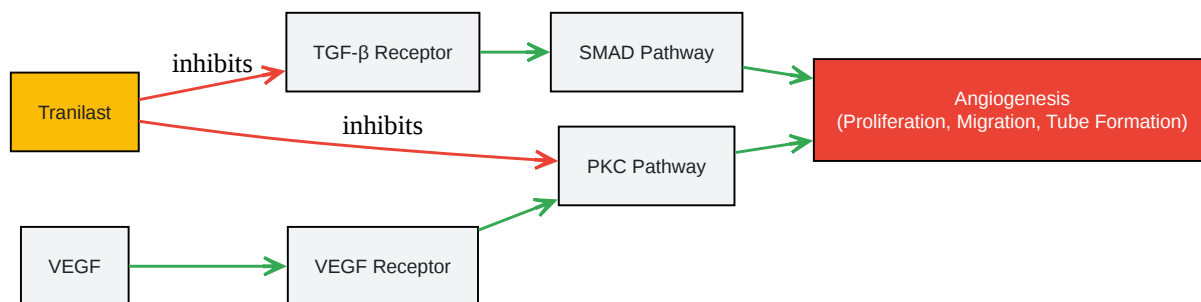 TGF-β Receptor
SMAD Pathway
inhibits
Tranilast
Angiogenesis
(Proliferation, Migration, Tube Formation)
inhibits
PKC Pathway
VEGF
VEGF Receptor